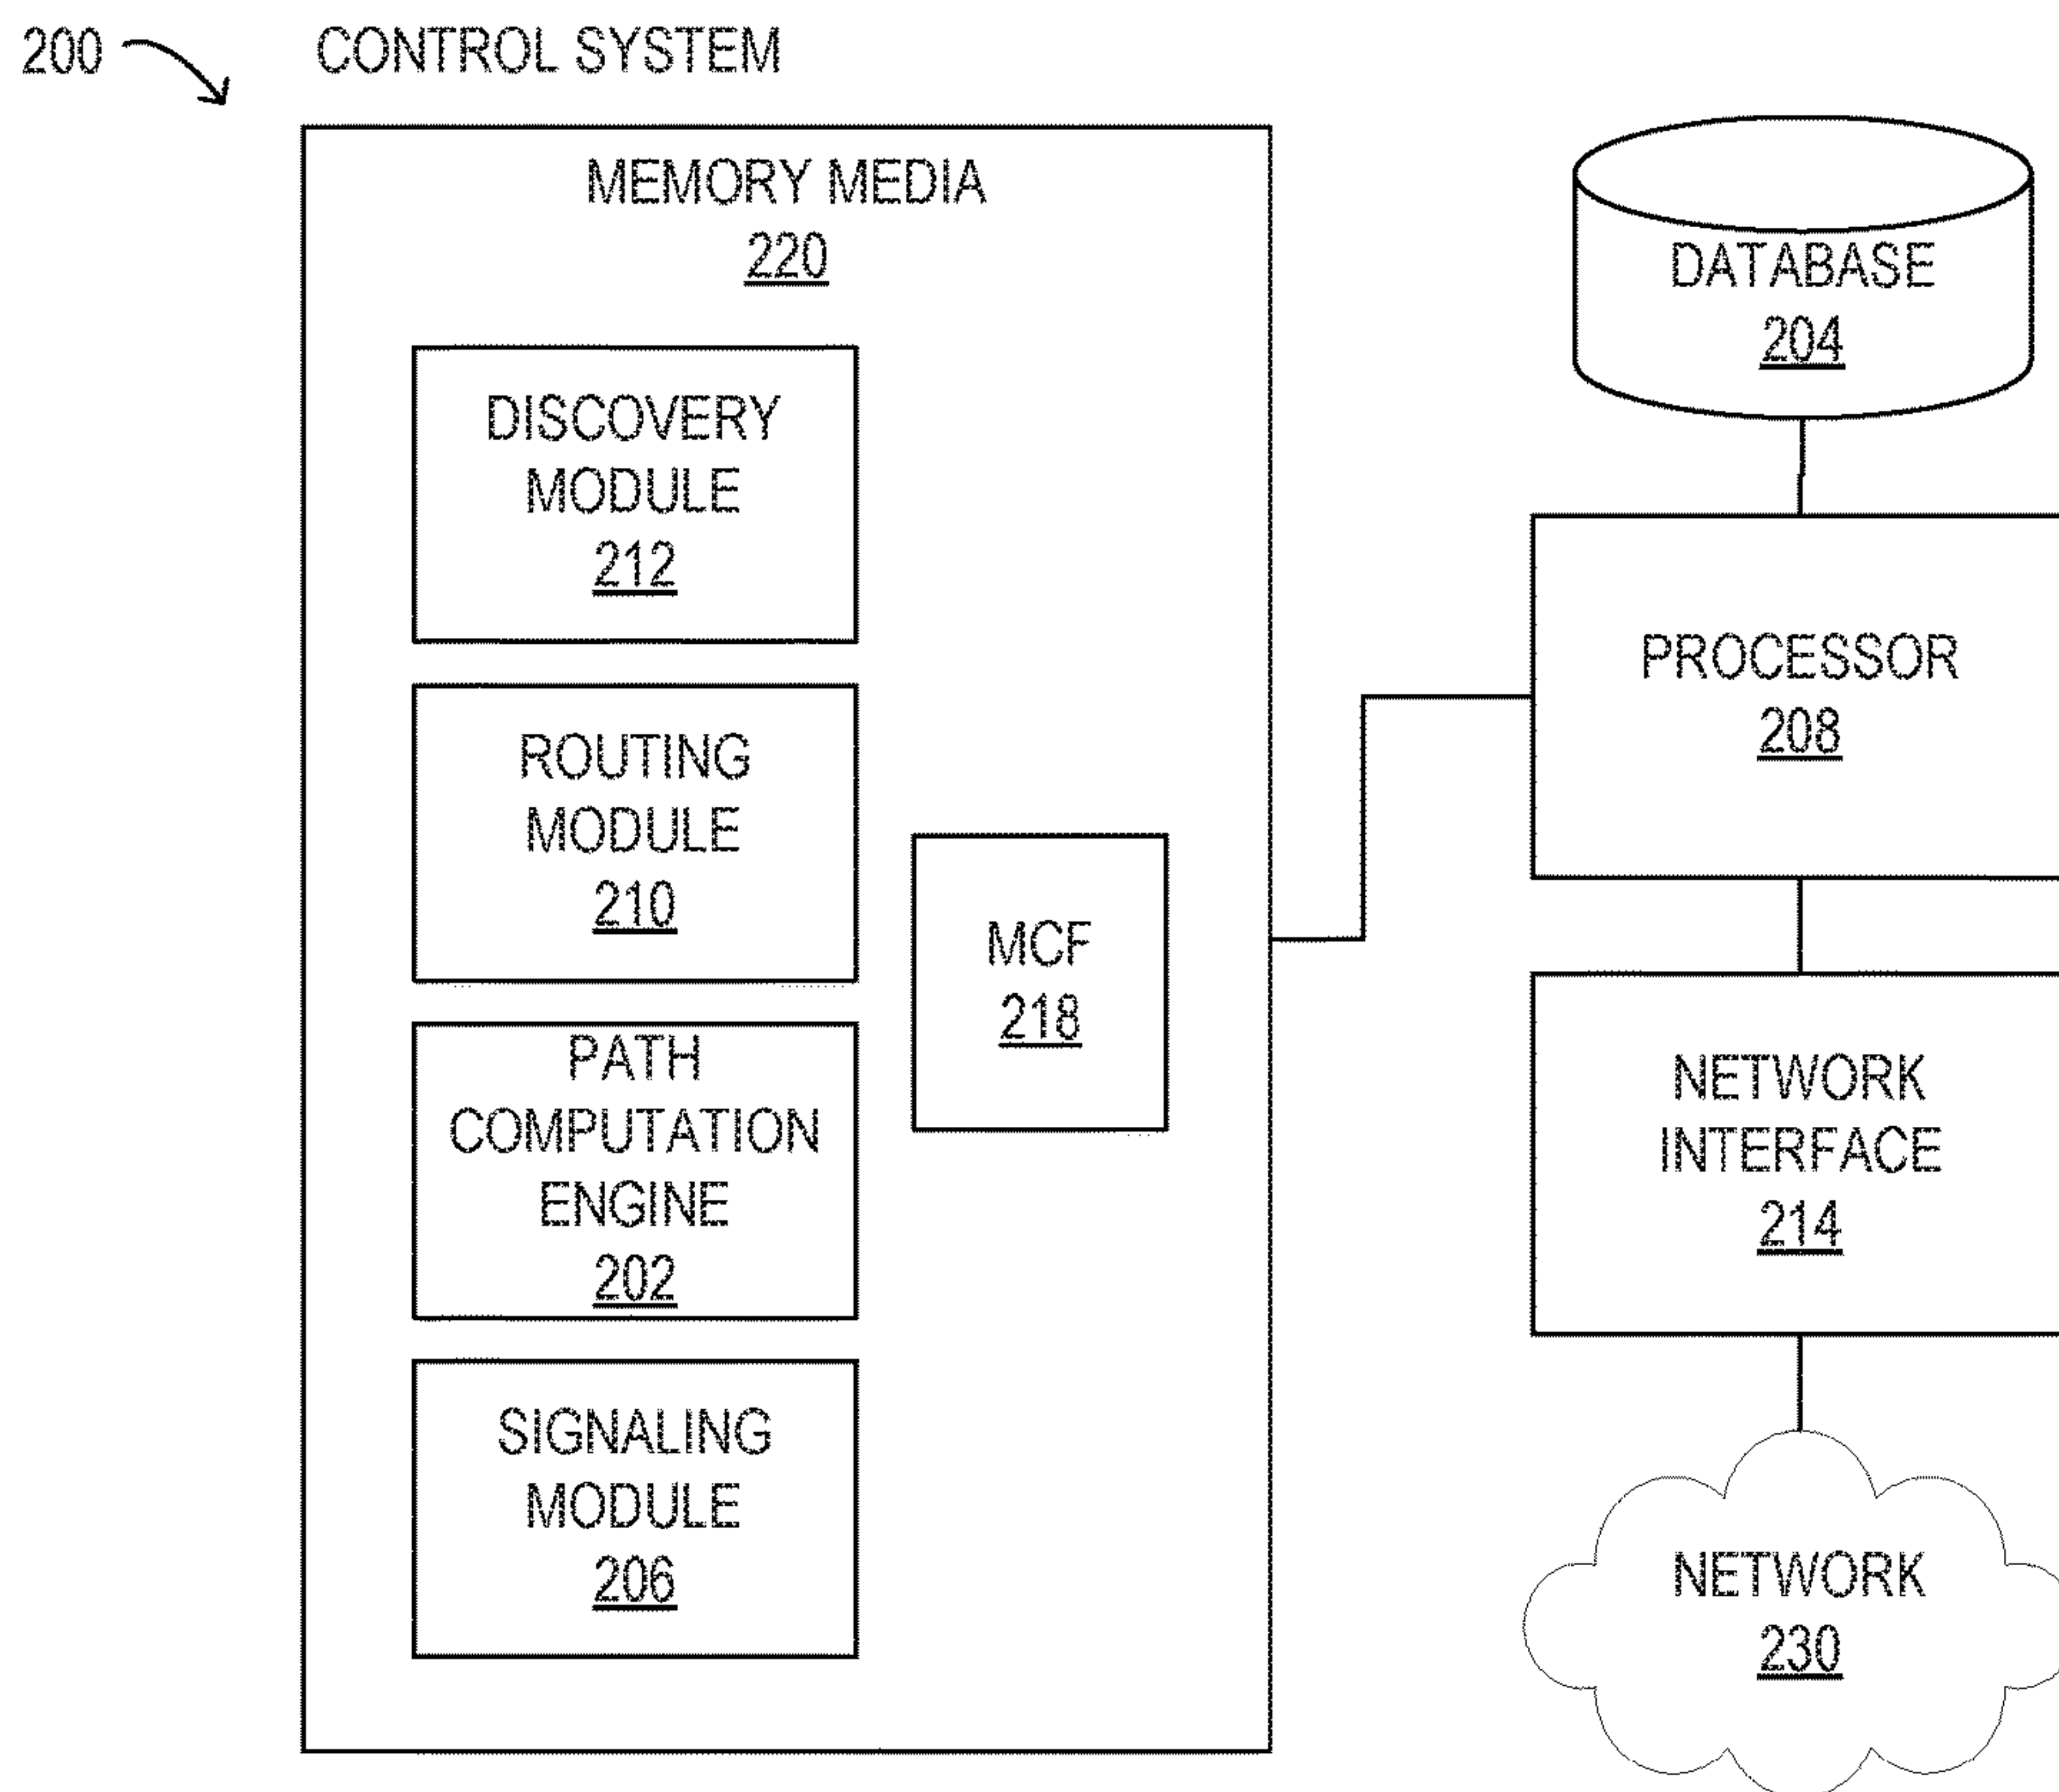 200
CONTROL SYSTEM
MEMORY MEDIA
220
DISCOVERY
MODULE
212
ROUTING
MODULE
210
PATH
COMPUTATION
ENGINE
202
SIGNALING
MODULE
206
MCF
218
DATABASE
204
PROCESSOR
208
NETWORK
INTERFACE
214
NETWORK
230